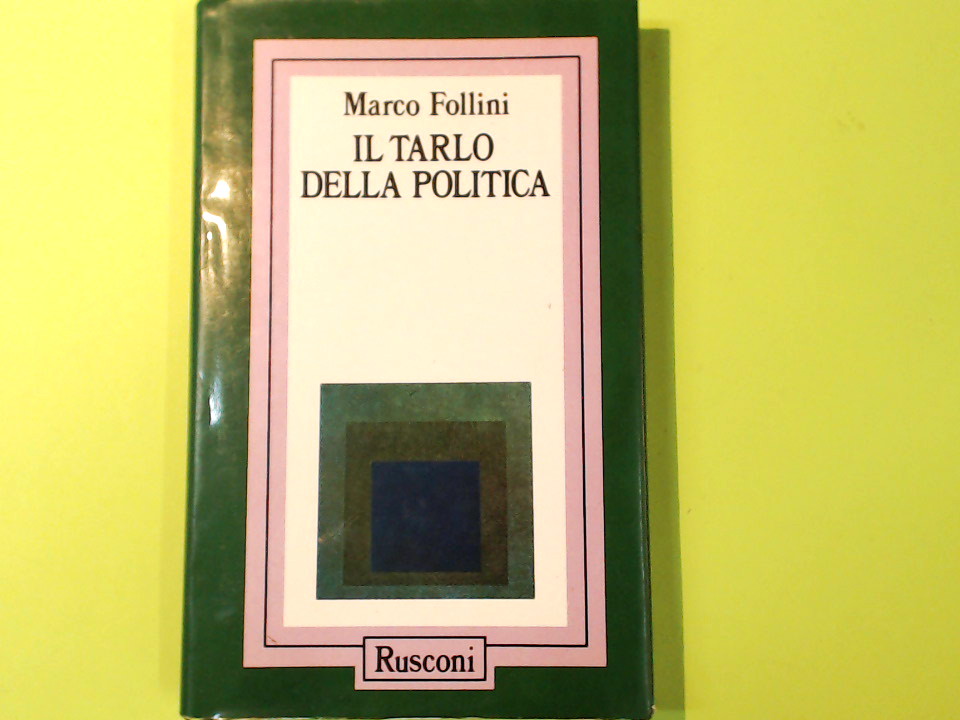 Marco Follini
IL TARLO
DELLA POLITICA
Rusconi